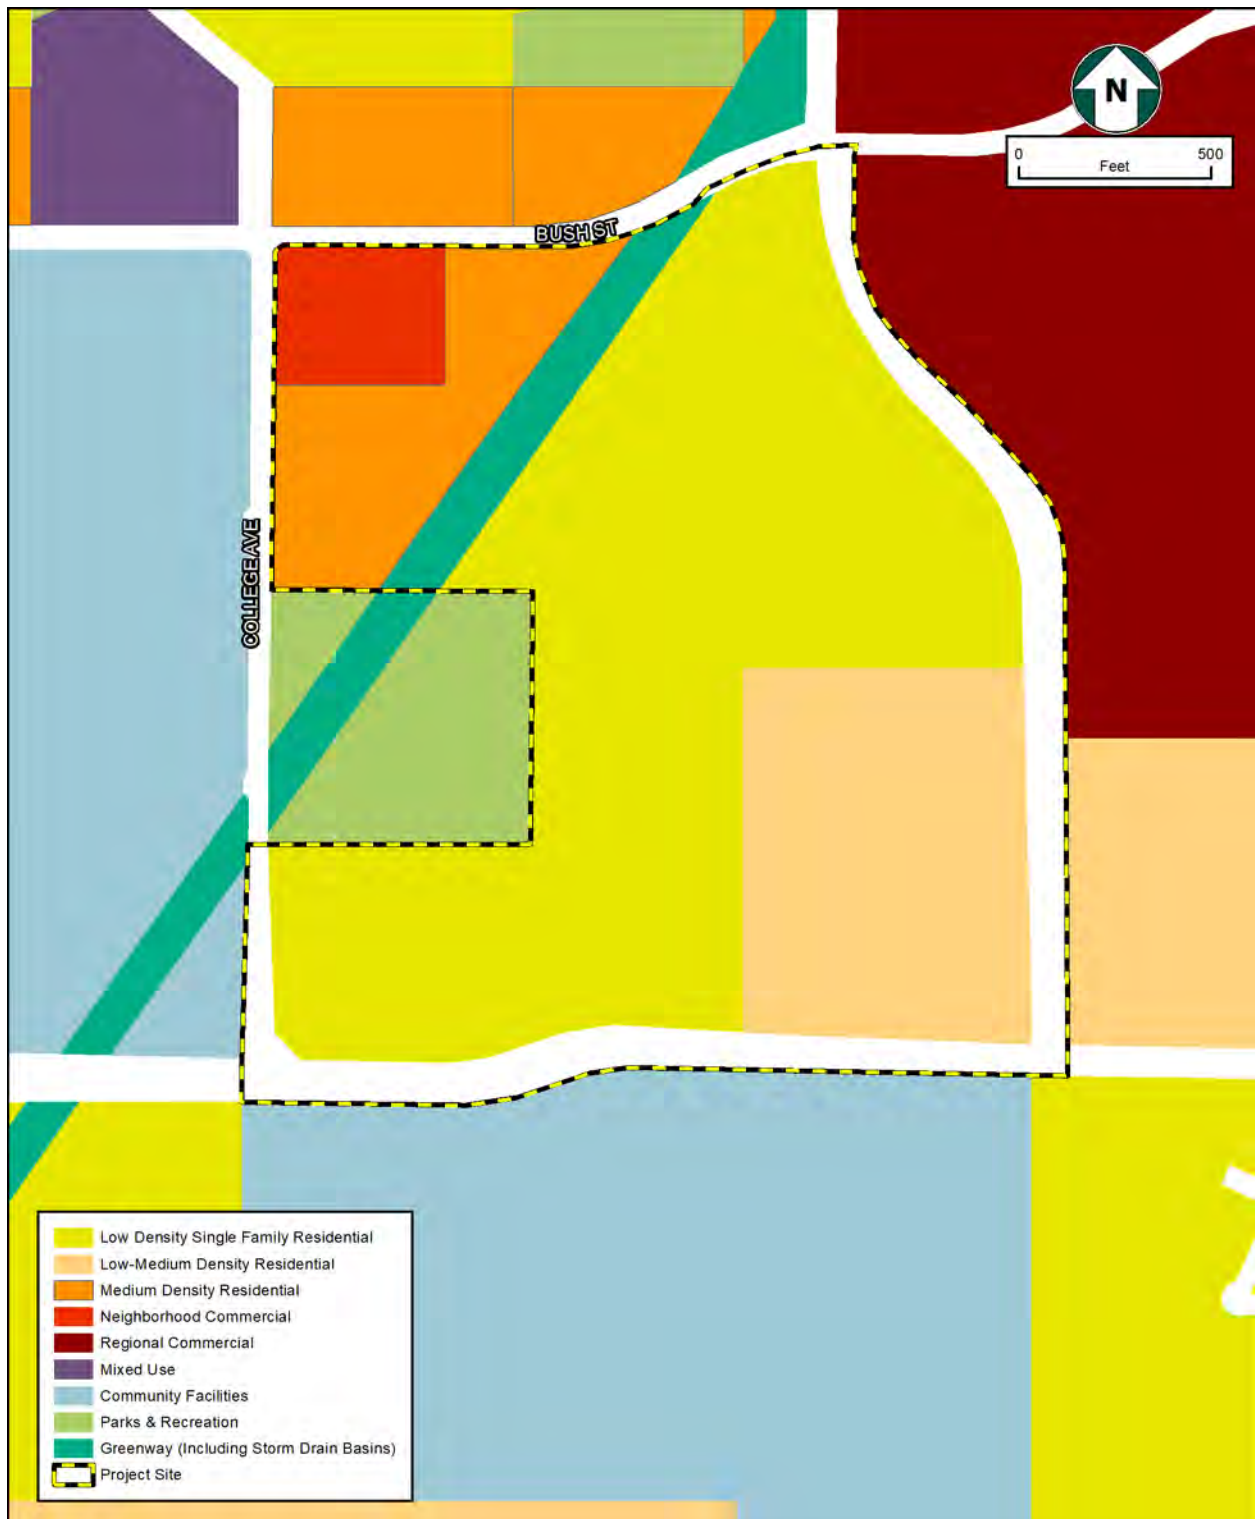 N
0 500
Feet
BUSH ST
COLLEGE AVE
Low Density Single Family Residential
Low-Medium Density Residential
Medium Density Residential
Neighborhood Commercial
Regional Commercial
Mixed Use
Community Facilities
Parks & Recreation
Greenway (Including Storm Drain Basins)
Project Site